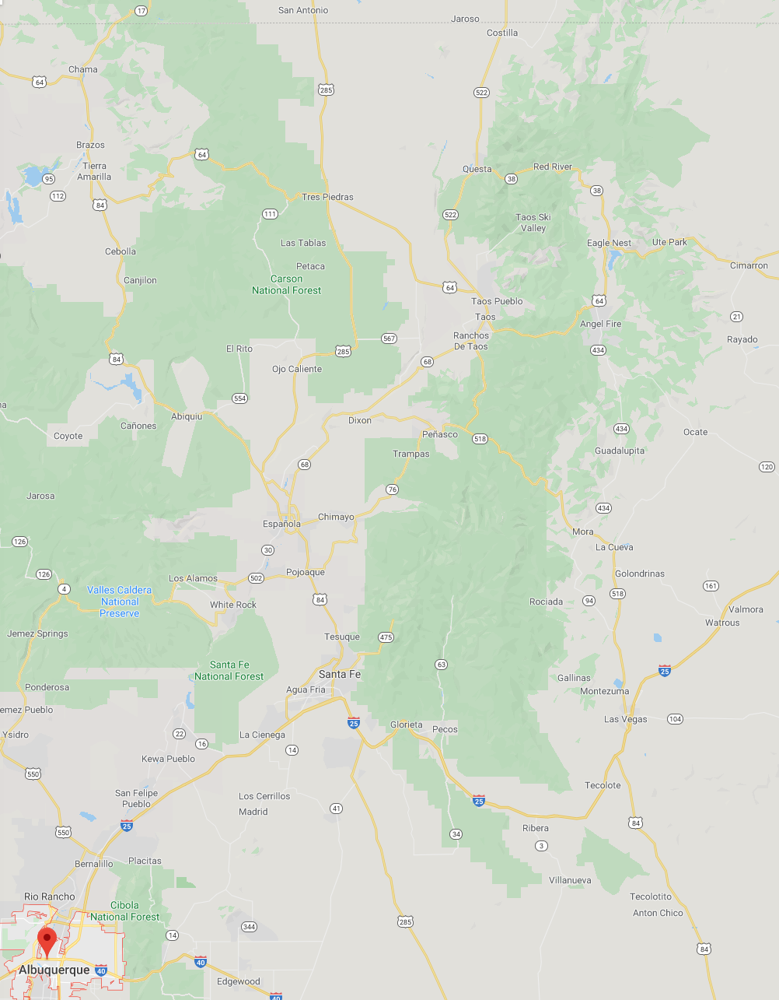 17
San Antonio
Jaroso
Costilla
Chama
64
285
522
Brazos
64
Tierra
Amarilla
95
112
Questa
38
Red River
38
84
Tres Piedras
111
522
Taos Ski
Valley
Las Tablas
Eagle Nest
Ute Park
Cebolla
Petaca
Cimarron
Canjilon
Carson
National Forest
64
Taos Pueblo
64
Taos
21
Angel Fire
Ranchos
De Taos
567
Rayado
El Rito
285
434
84
68
Ojo Caliente
554
Abiquiu
Dixon
Cañones
434
Coyote
Peñasco
518
Ocate
Trampas
Guadalupita
68
120
76
Jarosa
434
Chimayo
Española
Mora
126
30
La Cueva
126
Los Alamos
502
Pojoaque
Golondrinas
4
Valles Caldera
National
Preserve
161
518
84
White Rock
Rociada
94
Valmora
Watrous
Jemez Springs
Tesuque
475
63
Santa Fe
National Forest
Santa Fe
25
Gallinas
Ponderosa
Agua Fria
Montezuma
emez Pueblo
Las Vegas
104
25
Glorieta
Pecos
Ysidro
22
La Cienega
16
14
Kewa Pueblo
550
Tecolote
San Felipe
Pueblo
Los Cerrillos
25
Madrid
41
25
84
Ribera
550
34
3
Bernalillo
Placitas
Villanueva
Rio Rancho
Tecolotito
Cibola
National Forest
Anton Chico
344
285
14
84
40
Albuquerque
40
Edgewood
40